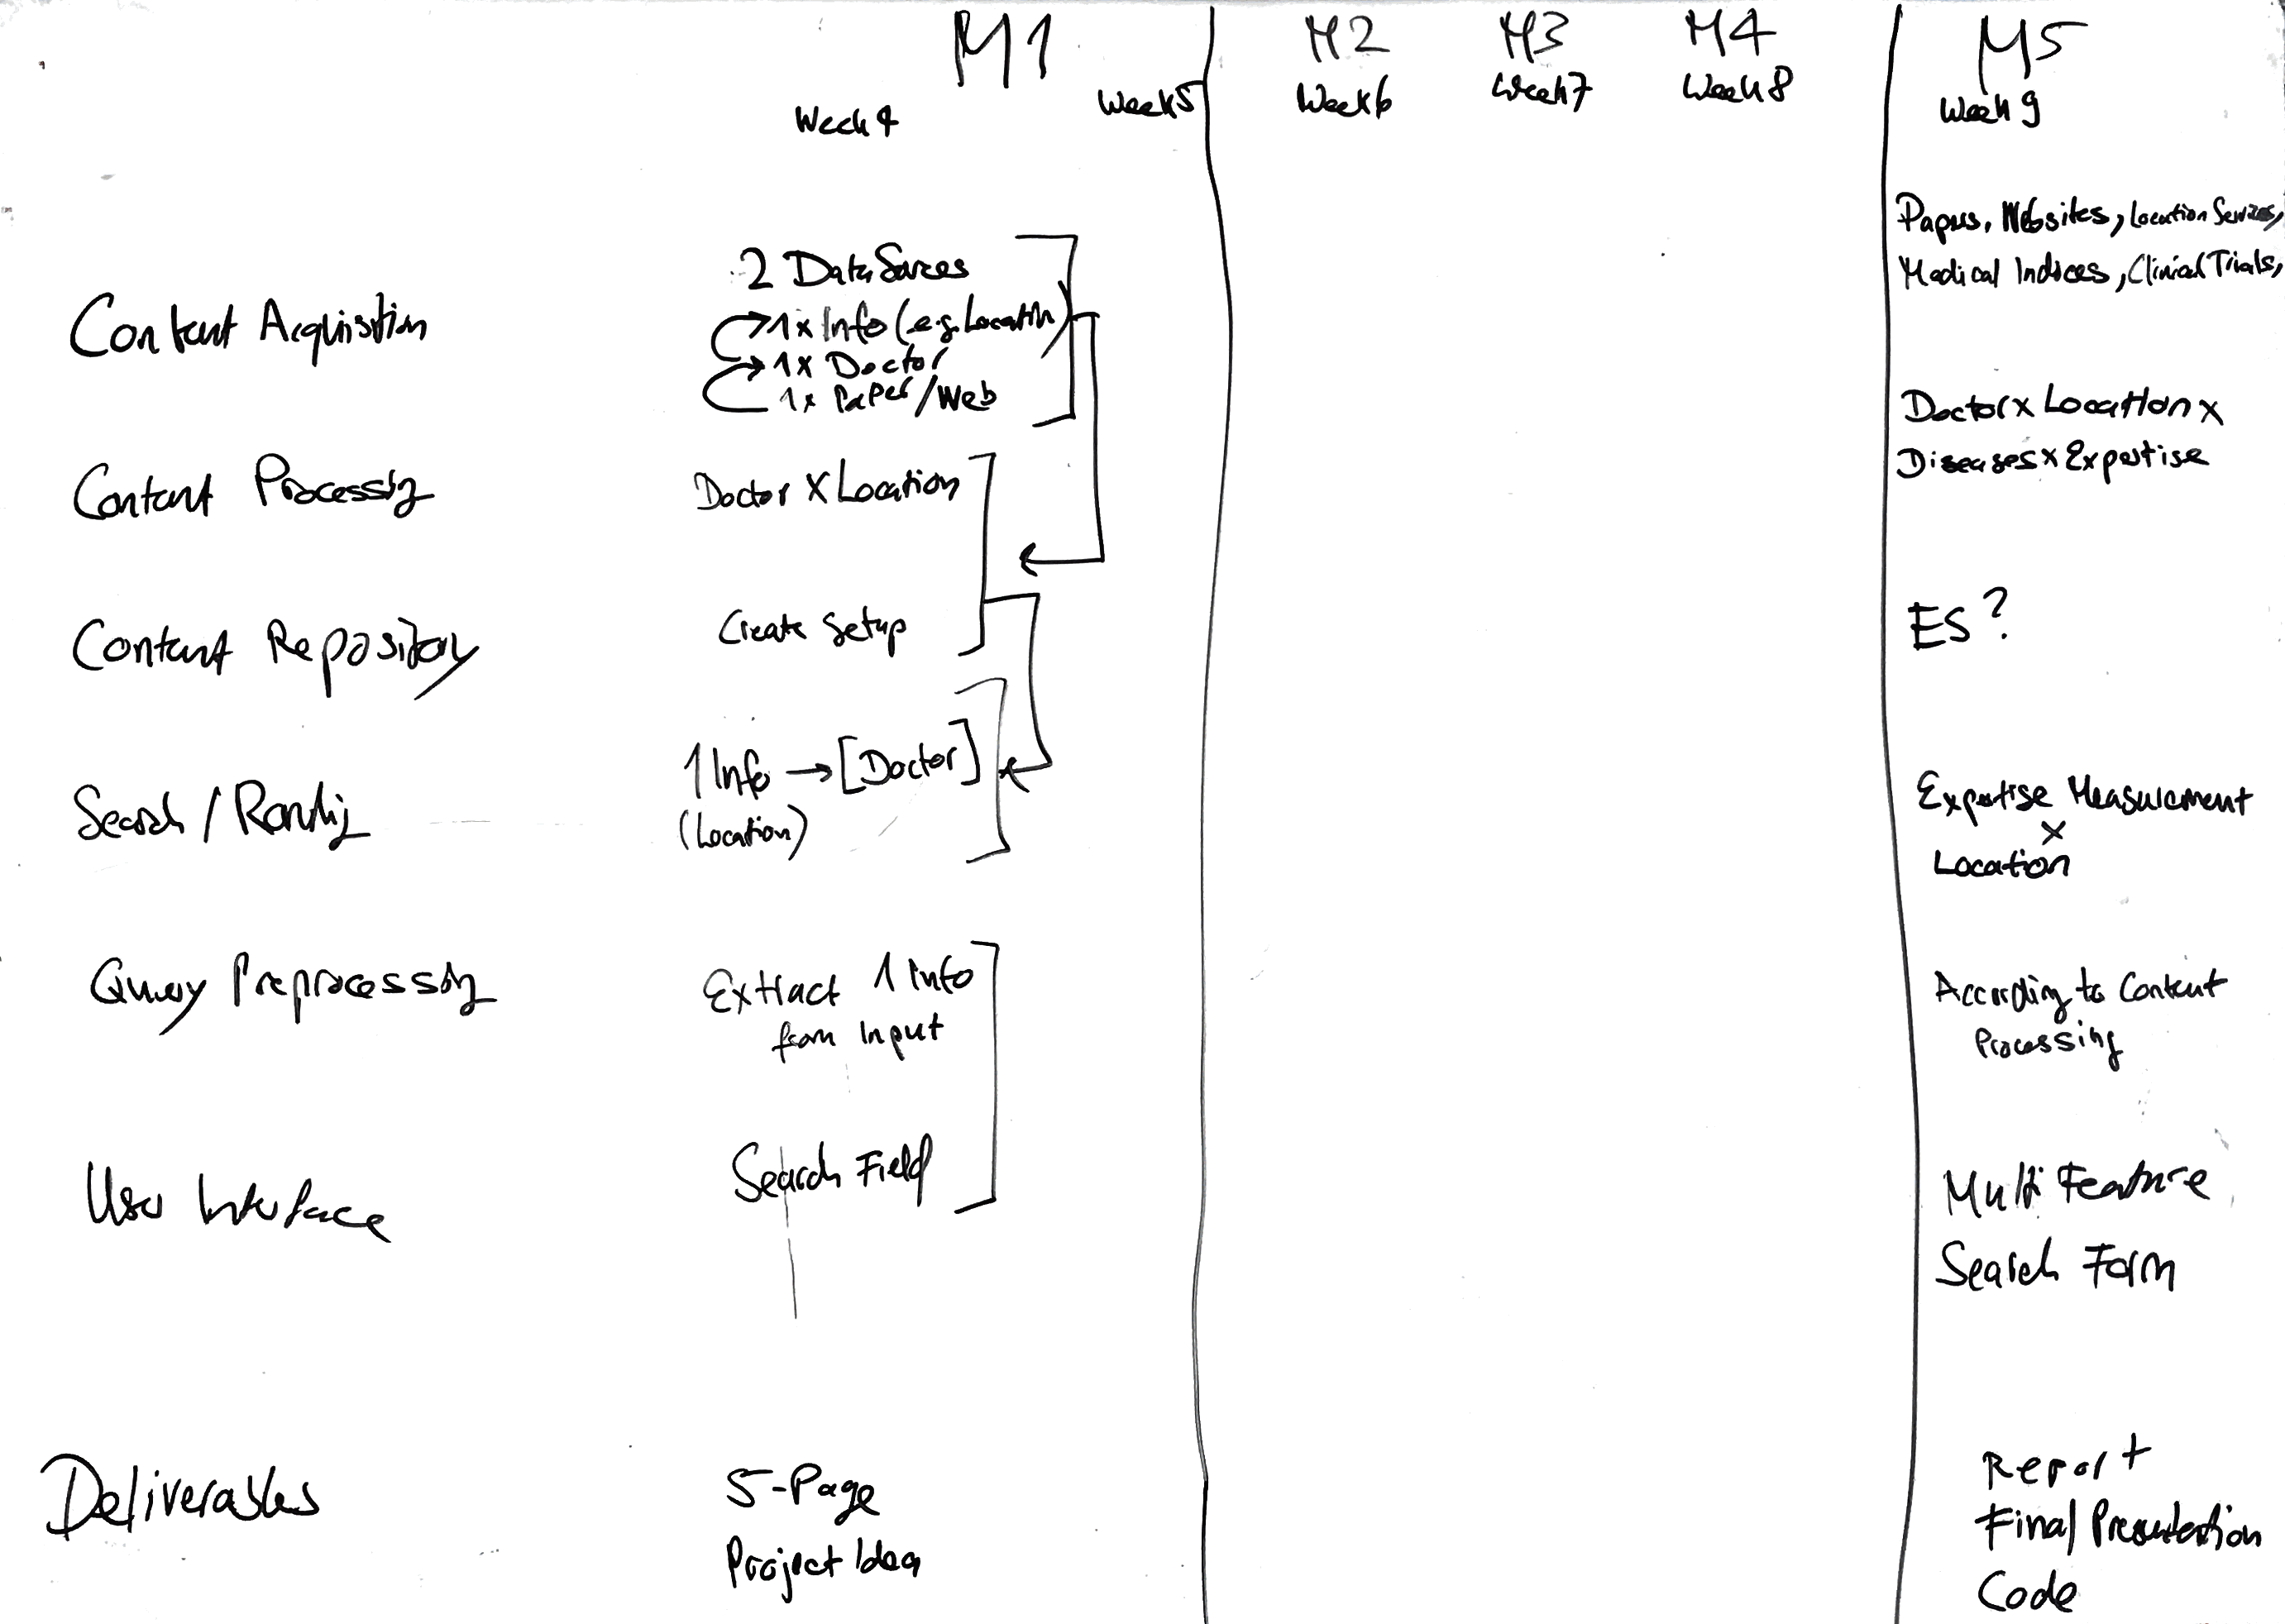 M1 M2 M3 M4 M5
Week 4 Week5 Week6 Week7 Week8 Week 9
Papers, Websites, Location Services,
Medical Indices, Clinical Trials,
Content Acquisition
2 Data Sources
1x Info (e.g. Location)
1x Doctor
1x Paper/Web
Doctor x Location x
Diseases x Expertise
Content Processing
Doctor X Location
Content Repository
Create Setup
ES?
Search / Ranking
1 Info → [Doctor]
(Location)
Expertise Measurement
x
Location
Query Preprocessing
Extract 1 Info
from Input
According to Content
Processing
User Interface
Search Field
Multi Feature
Search Form
Deliverables
5-Page
Project Idea
Report
Final Presentation
Code